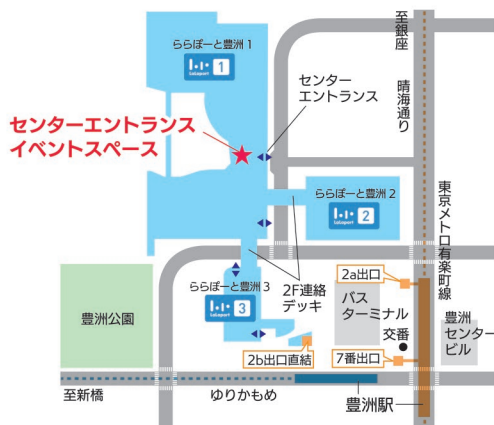 ららぽーと豊洲1
LaLaport
1
至銀座
晴海通り
センター
エントランス
センターエントランス
イベントスペース
ららぽーと豊洲2
LaLaport
2
東京メトロ有楽町線
2a出口
ららぽーと豊洲3
LaLaport
3
2F連絡
デッキ
バス
ターミナル
交番
豊洲
センター
ビル
豊洲公園
2b出口直結
7番出口
至新橋
ゆりかもめ
豊洲駅